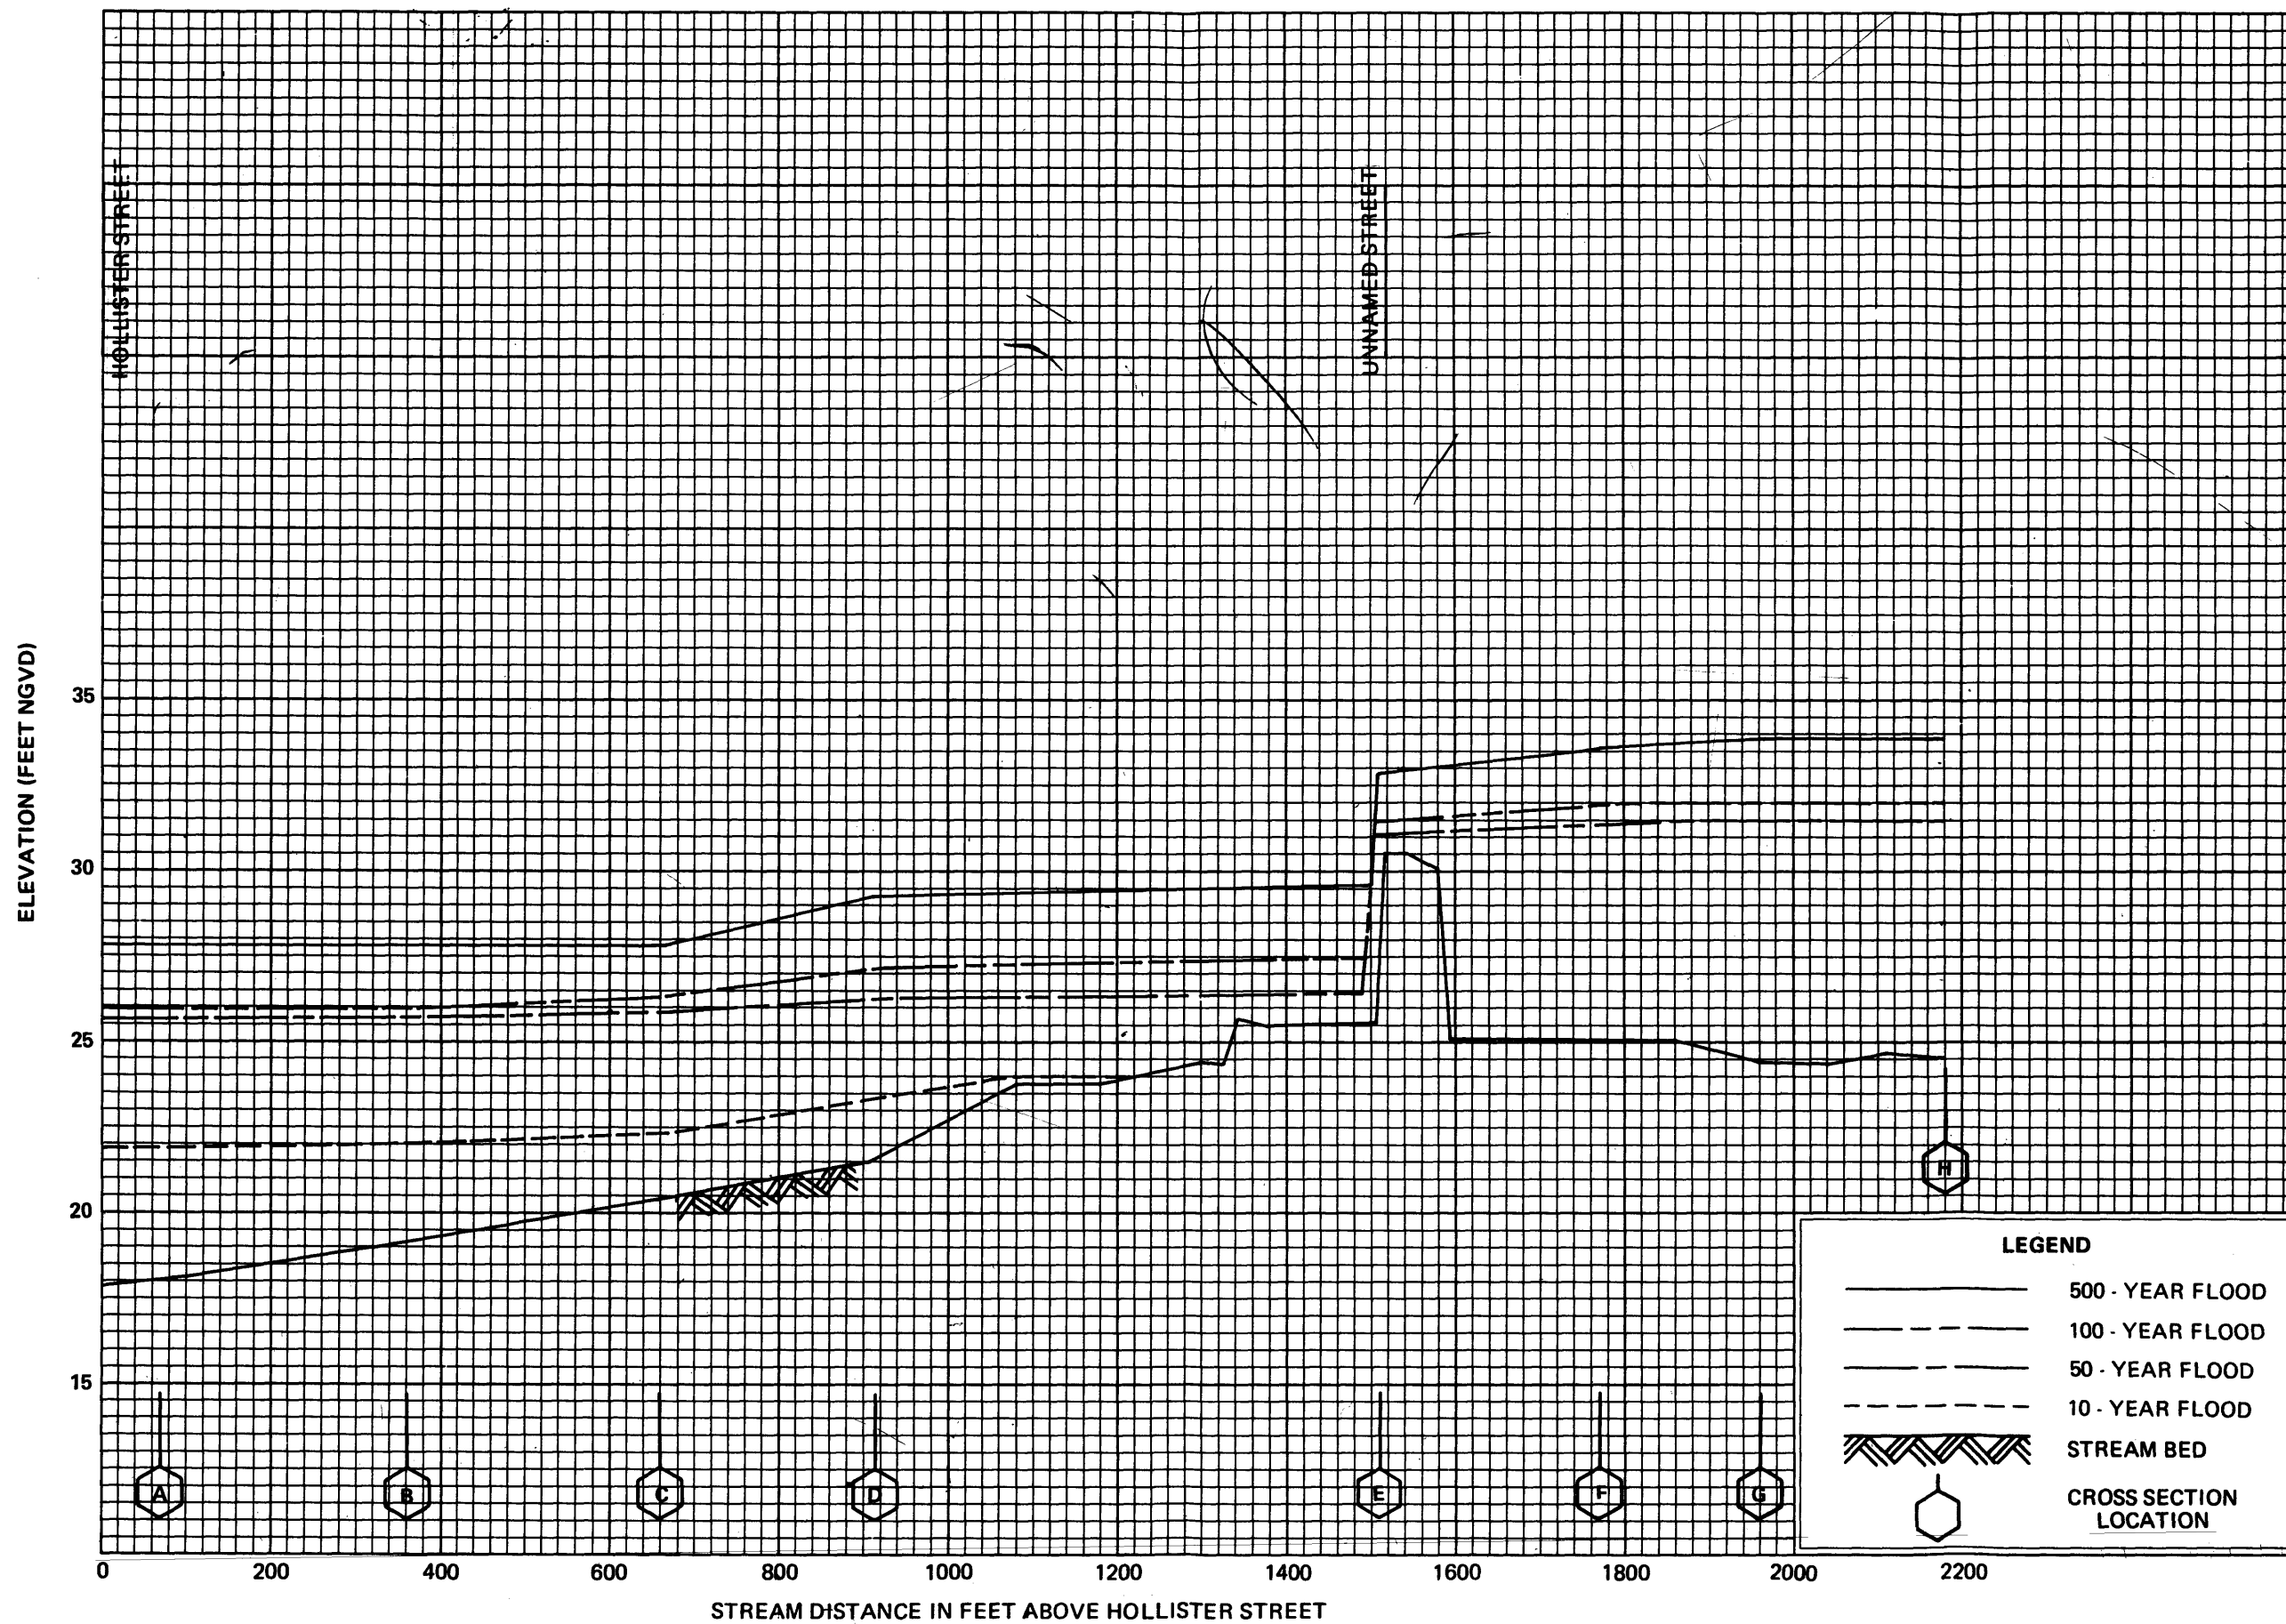 HOLLISTER STREET
UNNAMED STREET
ELEVATION (FEET NGVD)
35
30
25
20
15
A
B
C
D
E
F
G
H
0
200
400
600
800
1000
1200
1400
1600
1800
2000
2200
STREAM DISTANCE IN FEET ABOVE HOLLISTER STREET
LEGEND
500 - YEAR FLOOD
100 - YEAR FLOOD
50 - YEAR FLOOD
10 - YEAR FLOOD
STREAM BED
CROSS SECTION
LOCATION